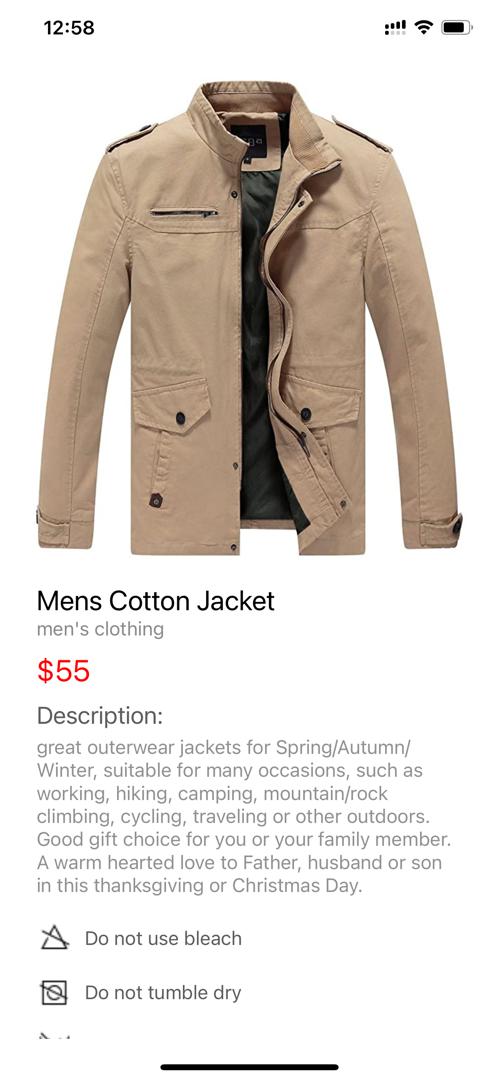 12:58
Mens Cotton Jacket
men's clothing
$55
Description:
great outerwear jackets for Spring/Autumn/
Winter, suitable for many occasions, such as
working, hiking, camping, mountain/rock
climbing, cycling, traveling or other outdoors.
Good gift choice for you or your family member.
A warm hearted love to Father, husband or son
in this thanksgiving or Christmas Day.
Do not use bleach
Do not tumble dry